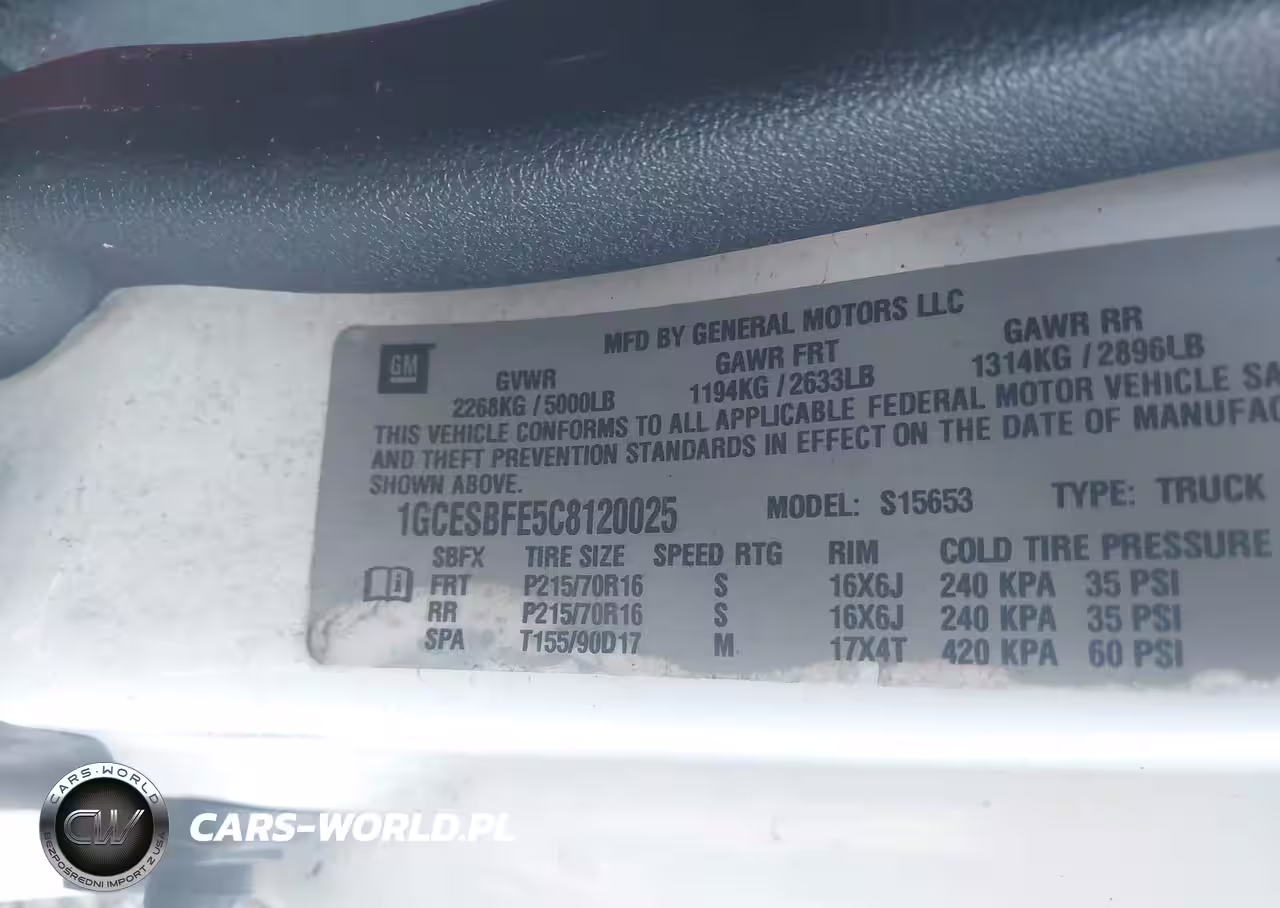 MFD BY GENERAL MOTORS LLC
GM
GVWR GAWR FRT GAWR RR
2268KG / 5000LB 1194KG / 2633LB 1314KG / 2896LB
THIS VEHICLE CONFORMS TO ALL APPLICABLE FEDERAL MOTOR VEHICLE SA
AND THEFT PREVENTION STANDARDS IN EFFECT ON THE DATE OF MANUFAC
SHOWN ABOVE.
1GCESBFE5C8120025 MODEL: S15653 TYPE: TRUCK
SBFX TIRE SIZE SPEED RTG RIM COLD TIRE PRESSURE
FRT P215/70R16 S 16X6J 240 KPA 35 PSI
RR P215/70R16 S 16X6J 240 KPA 35 PSI
SPA T155/90D17 M 17X4T 420 KPA 60 PSI
CARS-WORLD
CW
BEZPOŚREDNI IMPORT Z USA
CARS-WORLD.PL